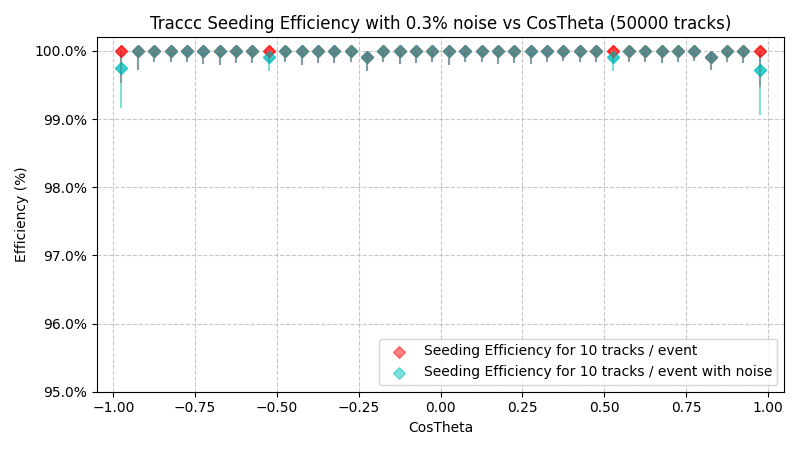 Traccc Seeding Efficiency with 0.3% noise vs CosTheta (50000 tracks)
Efficiency (%)
100.0%
99.0%
98.0%
97.0%
96.0%
95.0%
Seeding Efficiency for 10 tracks / event
Seeding Efficiency for 10 tracks / event with noise
−1.00 −0.75 −0.50 −0.25 0.00 0.25 0.50 0.75 1.00
CosTheta